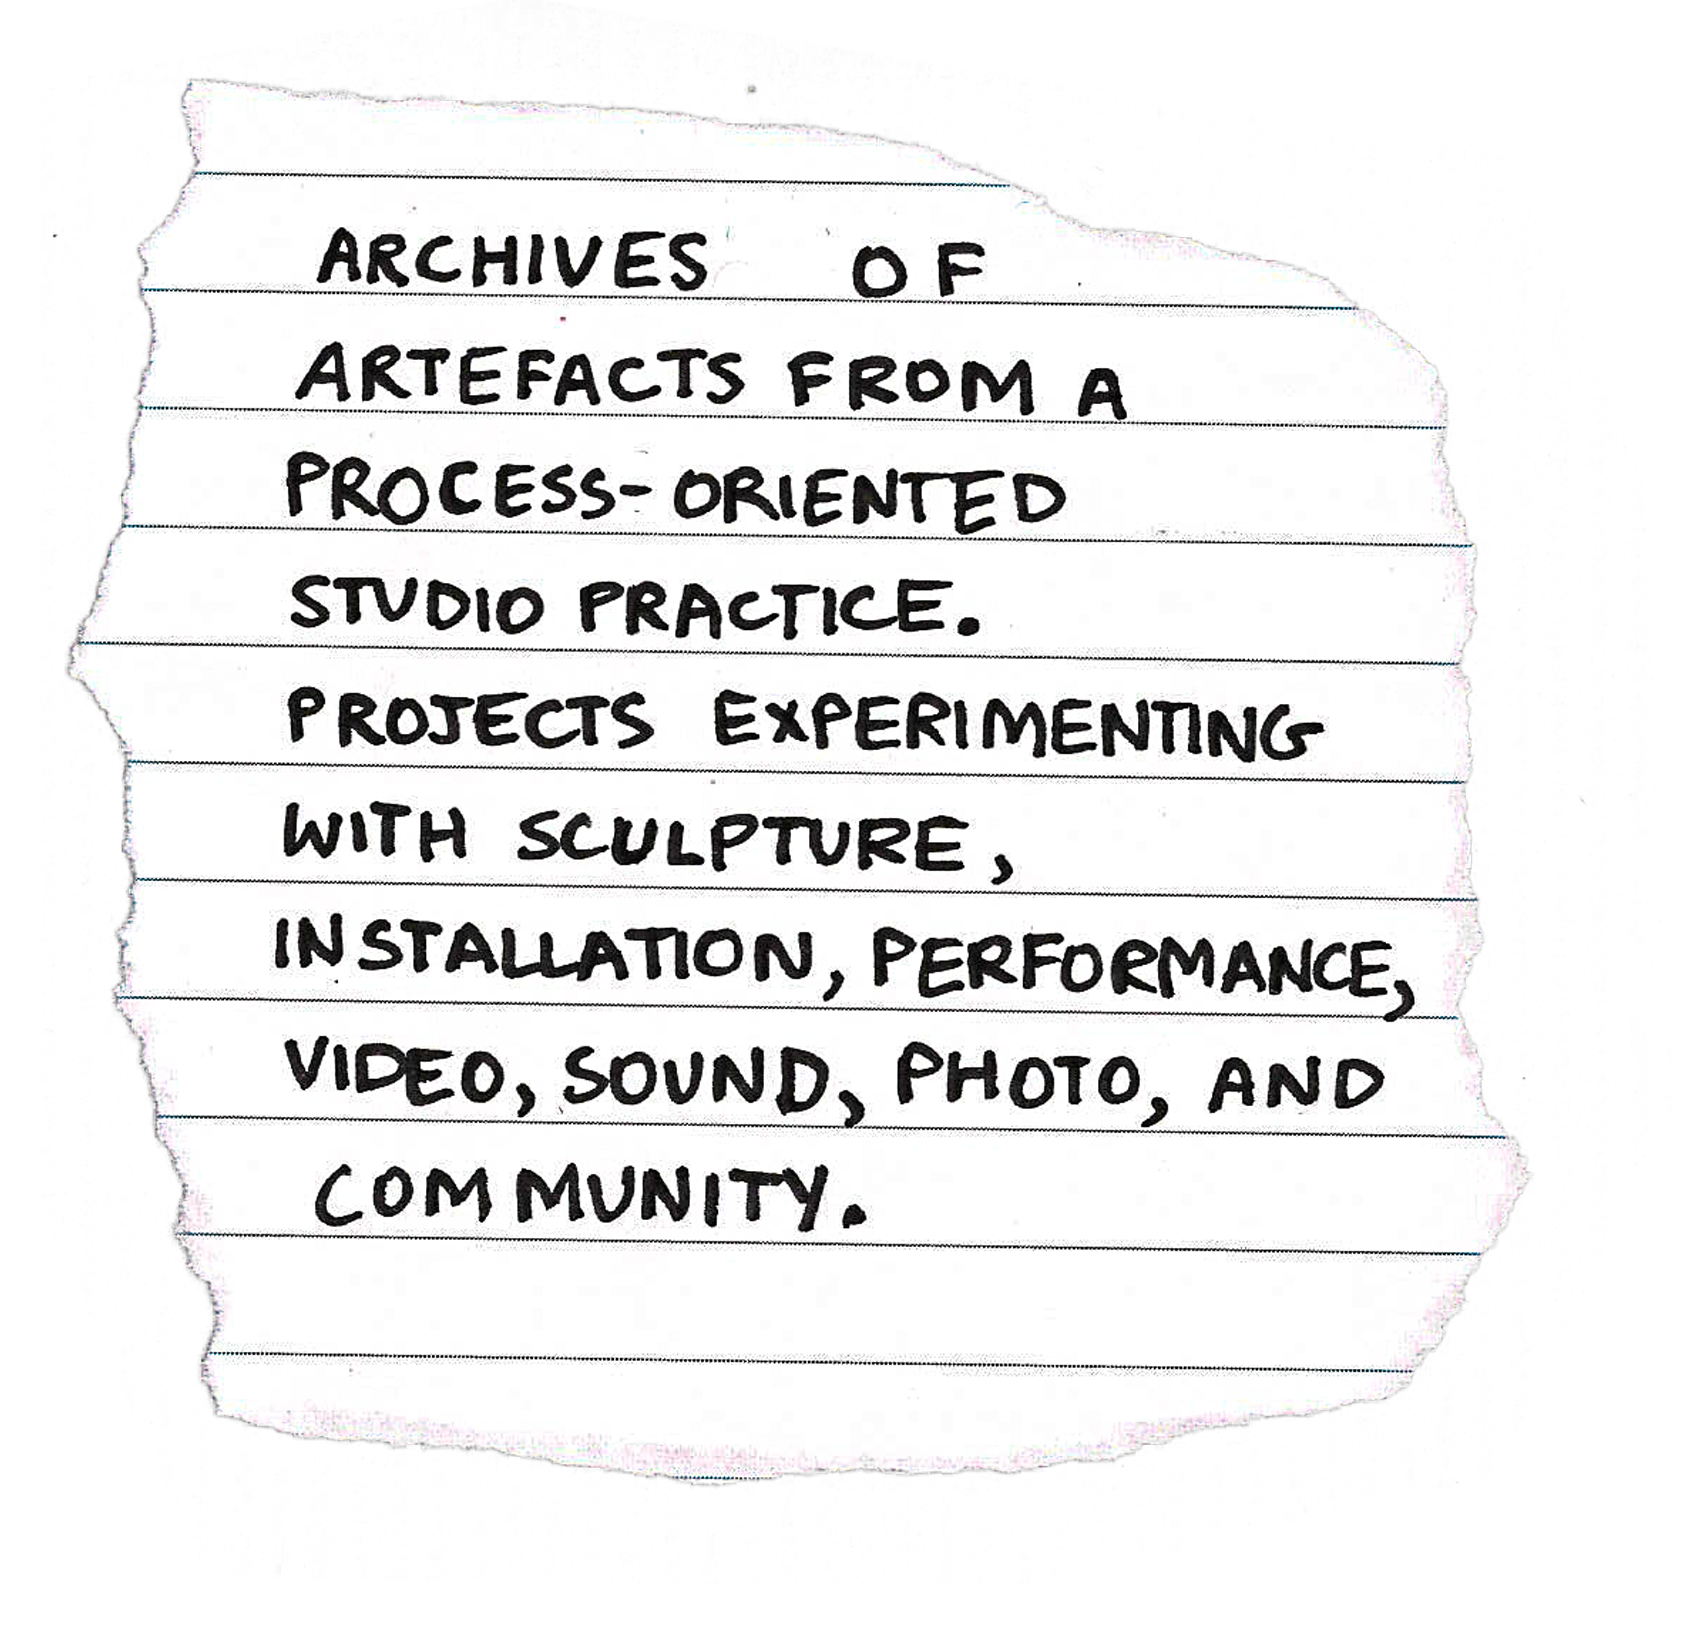 ARCHIVES OF
ARTEFACTS FROM A
PROCESS-ORIENTED
STUDIO PRACTICE.
PROJECTS EXPERIMENTING
WITH SCULPTURE,
INSTALLATION, PERFORMANCE,
VIDEO, SOUND, PHOTO, AND
COMMUNITY.